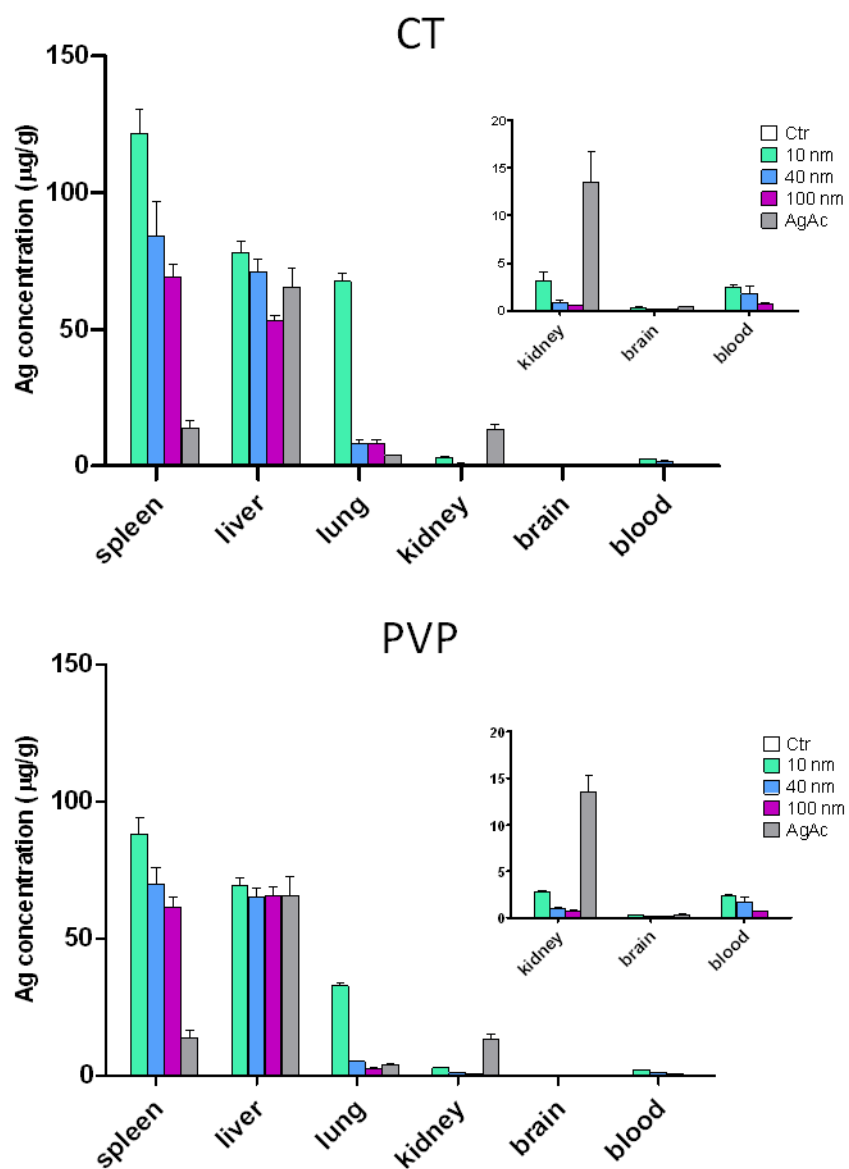 CT
Ag concentration (µg/g)
150
100
50
0
spleen
liver
lung
kidney
brain
blood
20
15
10
5
0
kidney
brain
blood
Ctr
10 nm
40 nm
100 nm
AgAc
PVP
Ag concentration (µg/g)
150
100
50
0
spleen
liver
lung
kidney
brain
blood
20
15
10
5
0
kidney
brain
blood
Ctr
10 nm
40 nm
100 nm
AgAc